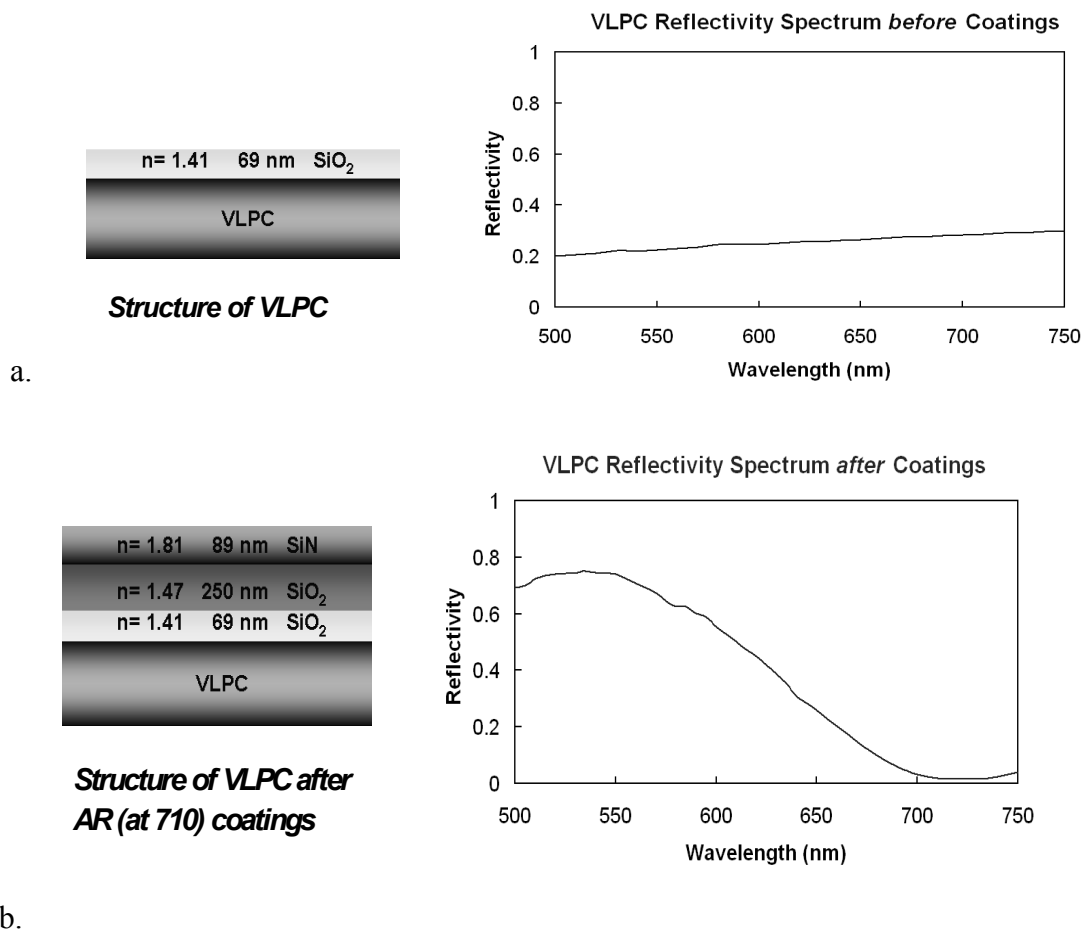 VLPC Reflectivity Spectrum before Coatings
1
0.8
0.6
0.4
0.2
0
Reflectivity
500 550 600 650 700 750
Wavelength (nm)
n= 1.41 69 nm SiO2
VLPC
Structure of VLPC
a.
VLPC Reflectivity Spectrum after Coatings
1
0.8
0.6
0.4
0.2
0
Reflectivity
500 550 600 650 700 750
Wavelength (nm)
n= 1.81 89 nm SiN
n= 1.47 250 nm SiO2
n= 1.41 69 nm SiO2
VLPC
Structure of VLPC after
AR (at 710) coatings
b.